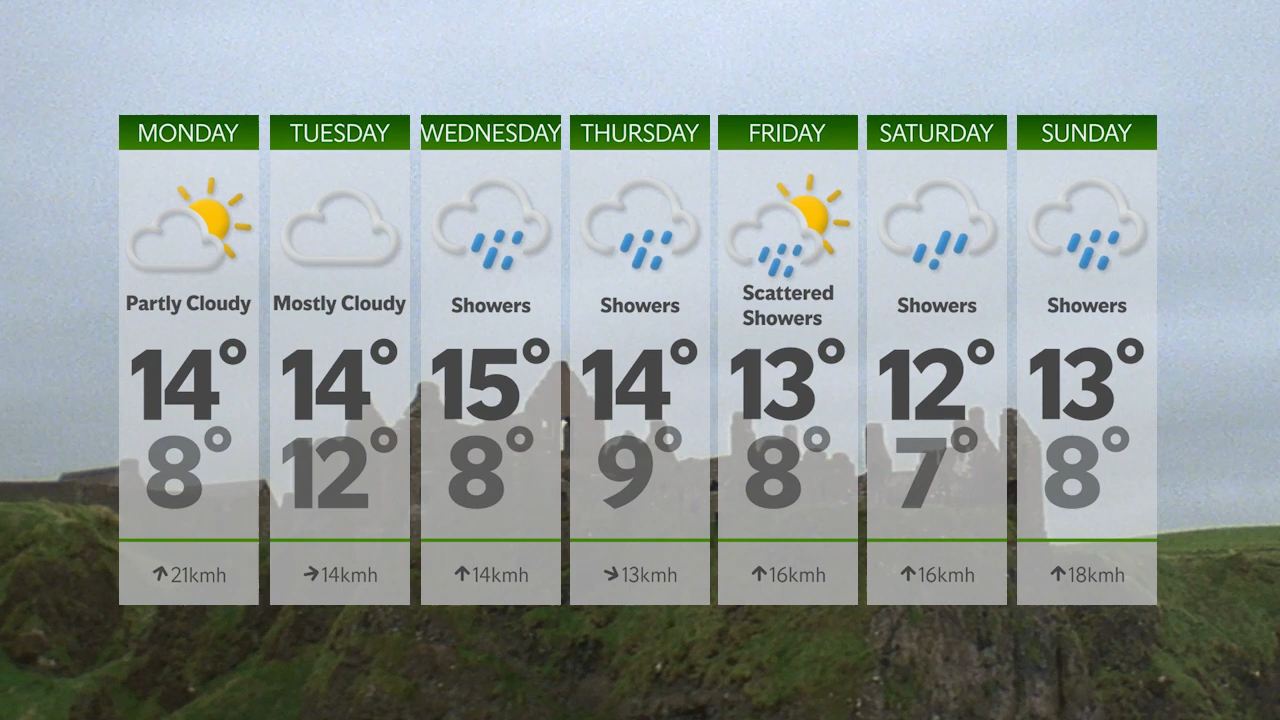 MONDAY
Partly Cloudy
14°
8°
21kmh
TUESDAY
Mostly Cloudy
14°
12°
14kmh
WEDNESDAY
Showers
15°
8°
14kmh
THURSDAY
Showers
14°
9°
13kmh
FRIDAY
Scattered
Showers
13°
8°
16kmh
SATURDAY
Showers
12°
7°
16kmh
SUNDAY
Showers
13°
8°
18kmh